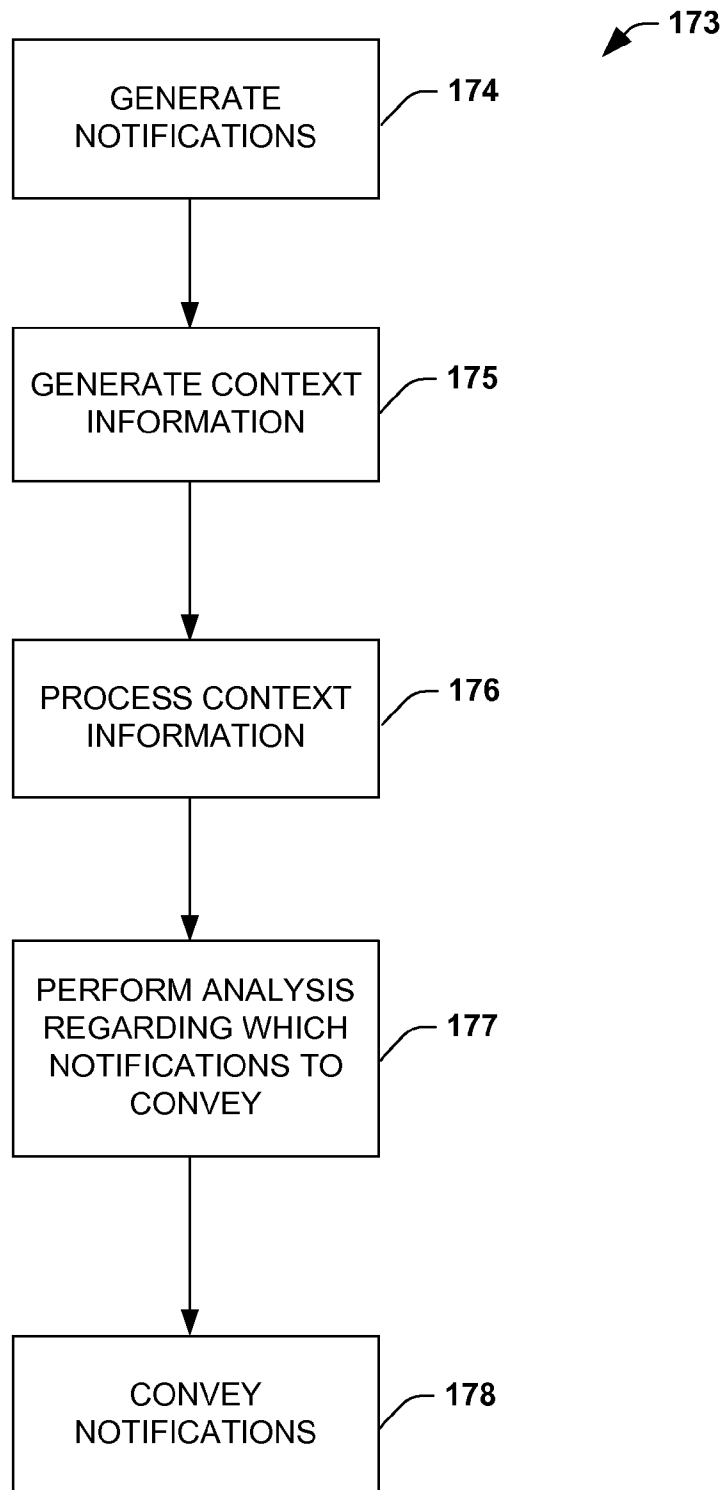 173
GENERATE
NOTIFICATIONS
174
GENERATE CONTEXT
INFORMATION
175
PROCESS CONTEXT
INFORMATION
176
PERFORM ANALYSIS
REGARDING WHICH
NOTIFICATIONS TO
CONVEY
177
CONVEY
NOTIFICATIONS
178